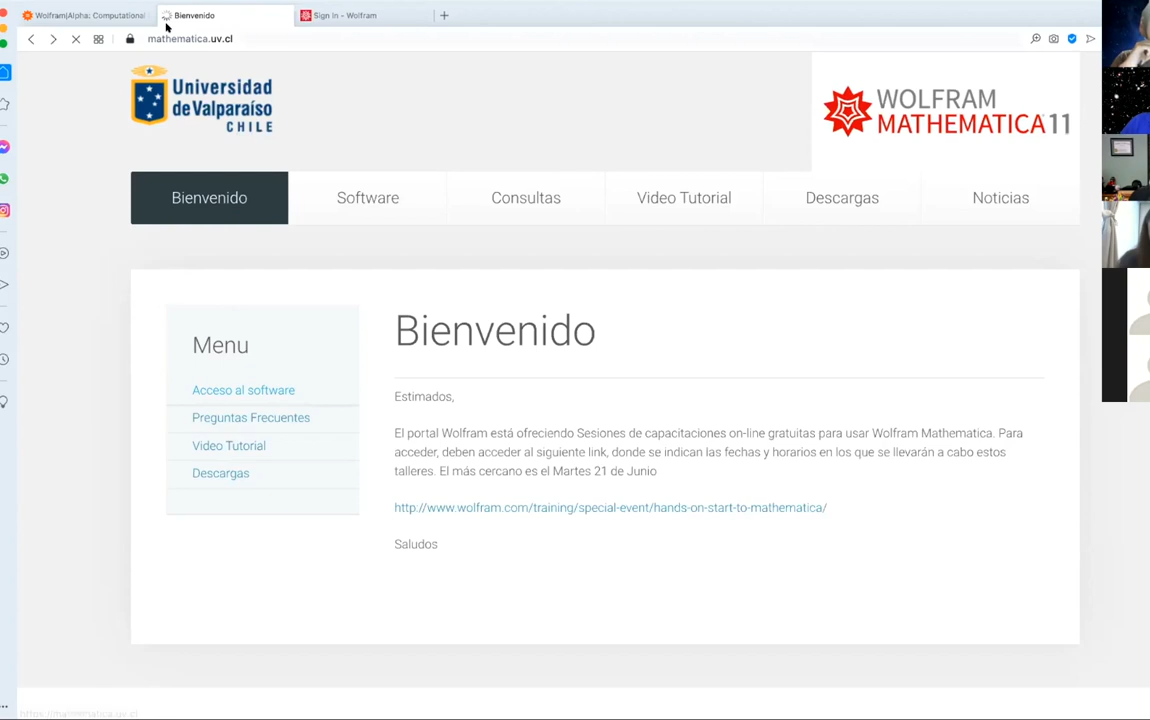 Wolfram|Alpha: Computational
Bienvenido
Sign In - Wolfram
mathematica.uv.cl
Universidad
de Valparaíso
CHILE
WOLFRAM
MATHEMATICA 11
Bienvenido
Software
Consultas
Video Tutorial
Descargas
Noticias
Menu
Acceso al software
Preguntas Frecuentes
Video Tutorial
Descargas
Bienvenido
Estimados,
El portal Wolfram está ofreciendo Sesiones de capacitaciones on-line gratuitas para usar Wolfram Mathematica. Para
acceder, deben acceder al siguiente link, donde se indican las fechas y horarios en los que se llevarán a cabo estos
talleres. El más cercano es el Martes 21 de Junio
http://www.wolfram.com/training/special-event/hands-on-start-to-mathematica/
Saludos